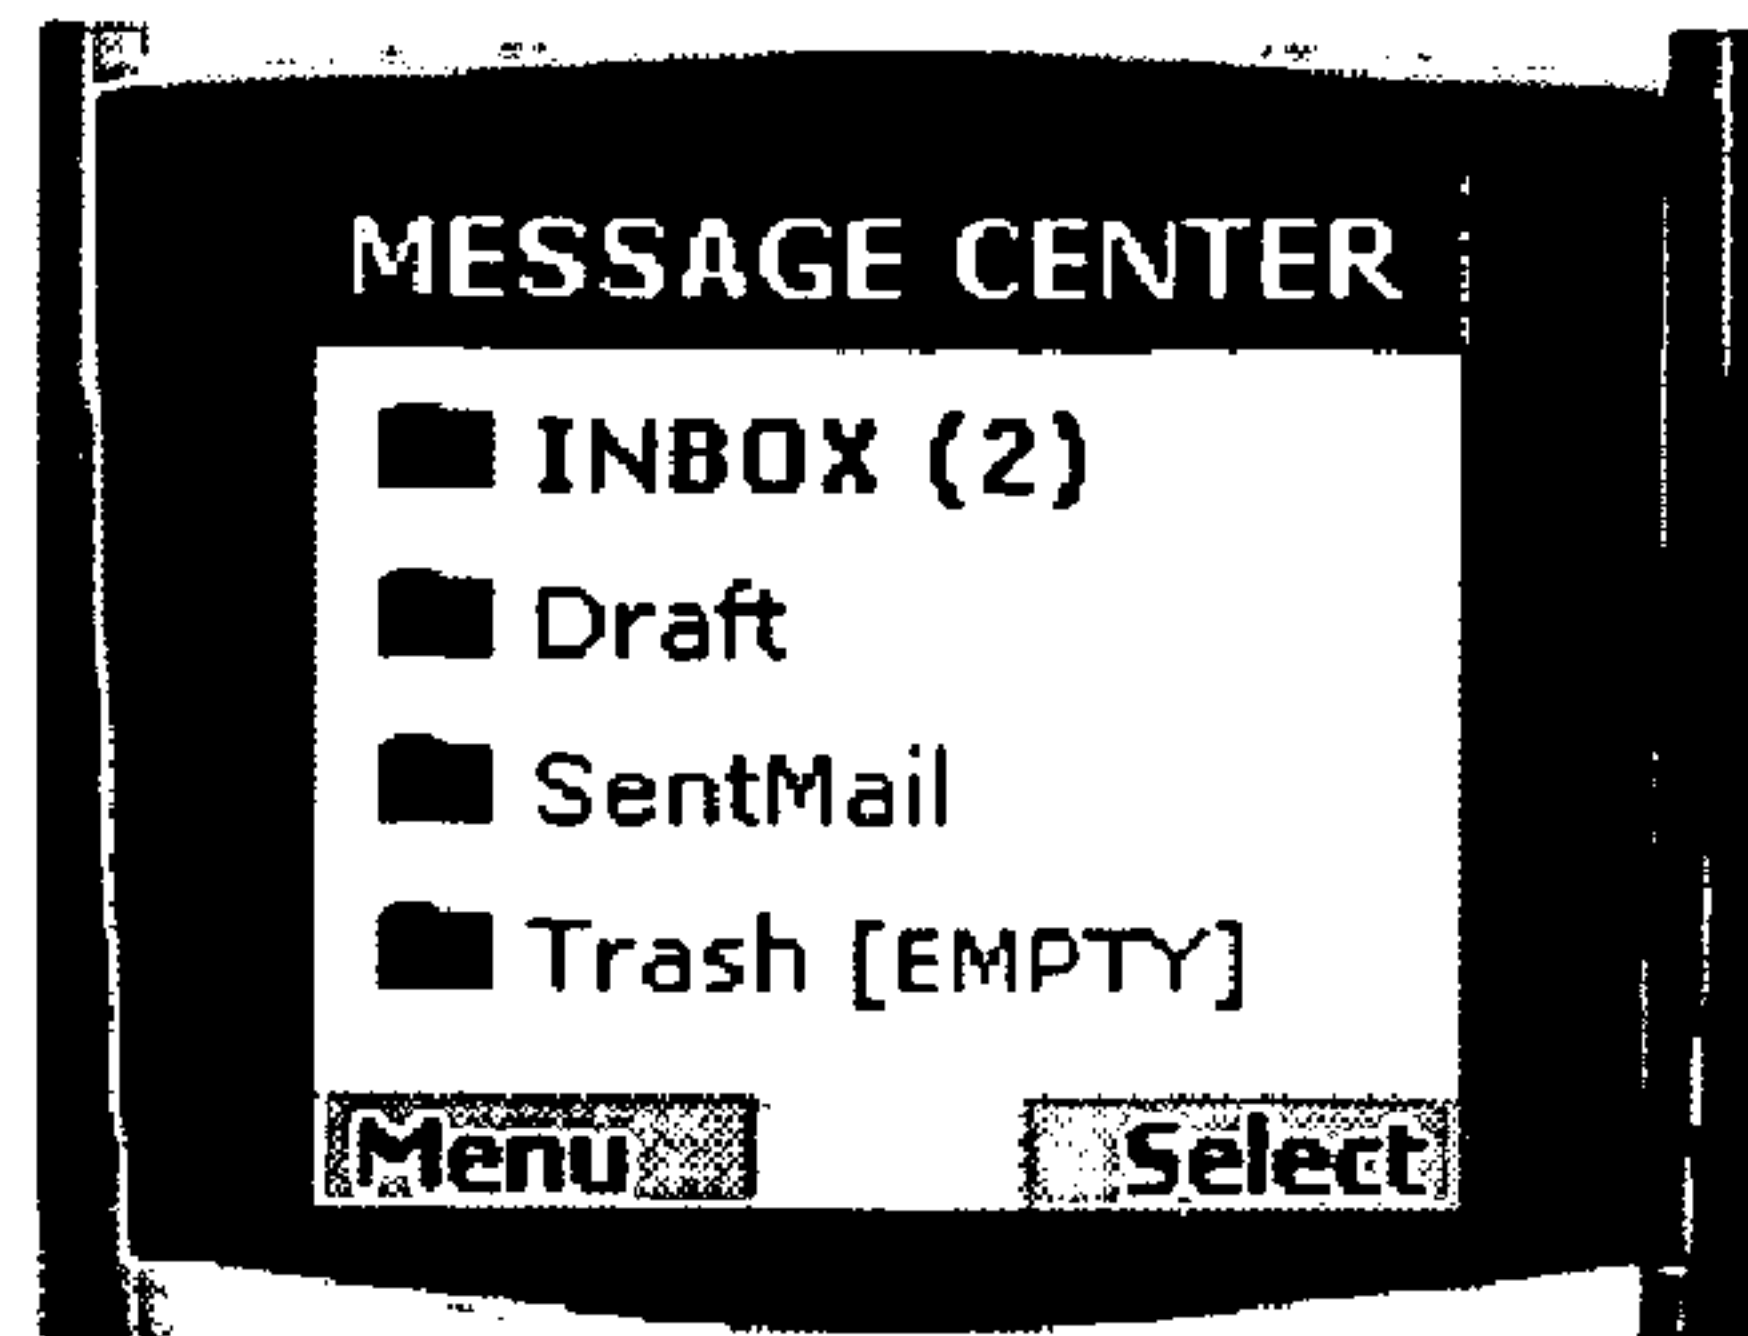 MESSAGE CENTER
INBOX (2)
Draft
SentMail
Trash [EMPTY]
Menu Select